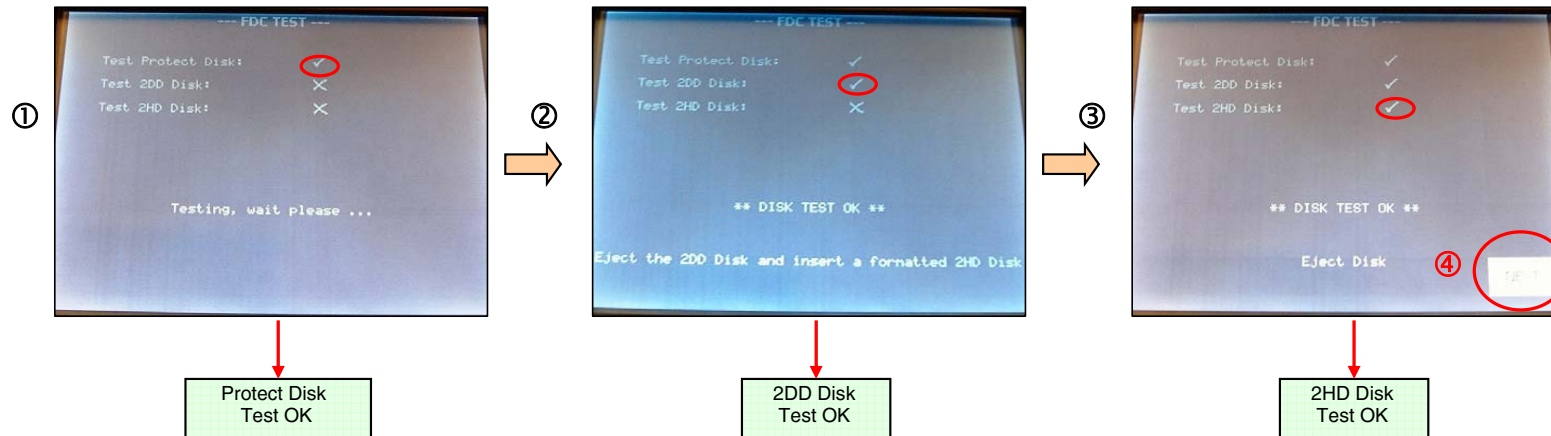 ①
--- FDC TEST ---
Test Protect Disk: ✓
Test 2DD Disk: ✕
Test 2HD Disk: ✕
Testing, wait please ...
Protect Disk
Test OK
②
--- FDC TEST ---
Test Protect Disk: ✓
Test 2DD Disk: ✓
Test 2HD Disk: ✕
** DISK TEST OK **
Eject the 2DD Disk and insert a formatted 2HD Disk
2DD Disk
Test OK
③
--- FDC TEST ---
Test Protect Disk: ✓
Test 2DD Disk: ✓
Test 2HD Disk: ✓
** DISK TEST OK **
Eject Disk
④
NEXT
2HD Disk
Test OK